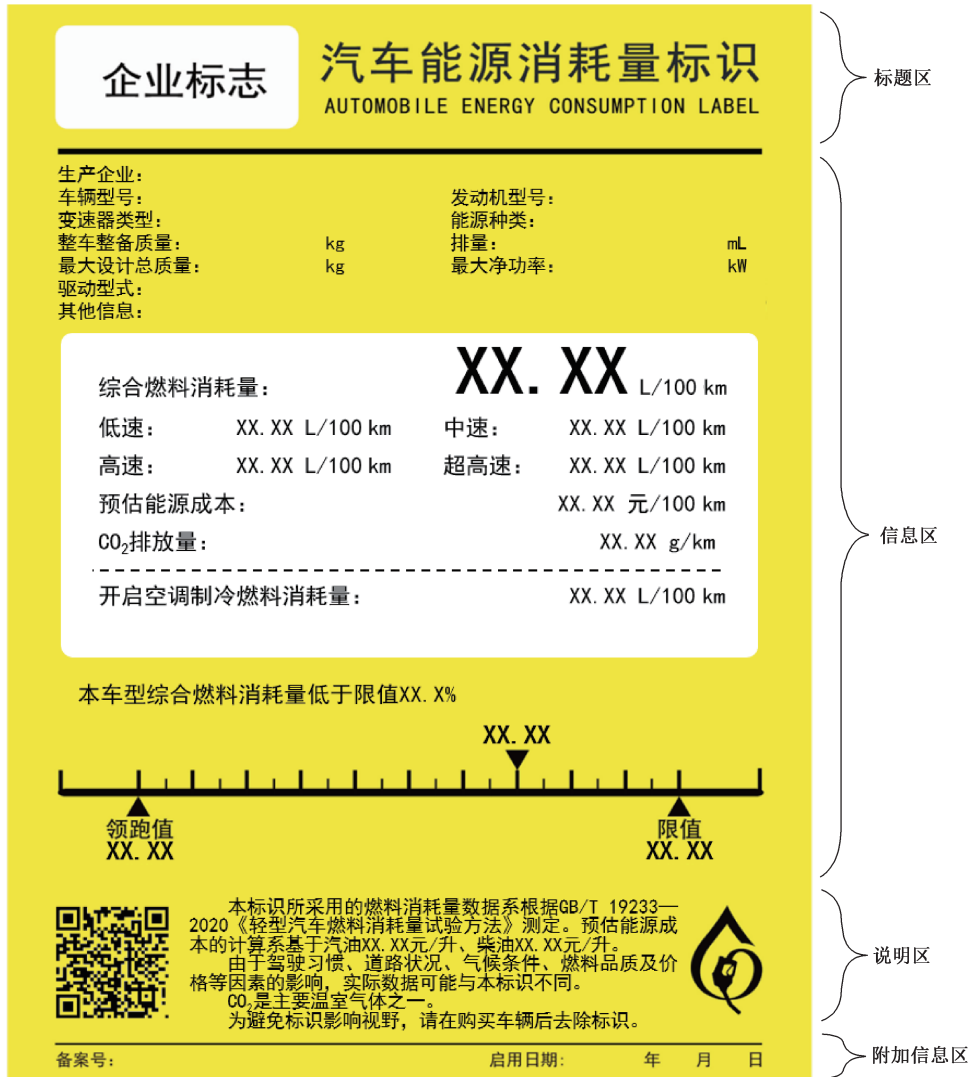 企业标志
汽车能源消耗量标识
AUTOMOBILE ENERGY CONSUMPTION LABEL
标题区
生产企业：
车辆型号： 发动机型号：
变速器类型： 能源种类：
整车整备质量： kg 排量： mL
最大设计总质量： kg 最大净功率： kW
驱动型式：
其他信息：
综合燃料消耗量： XX.XX L/100 km
低速： XX.XX L/100 km 中速： XX.XX L/100 km
高速： XX.XX L/100 km 超高速： XX.XX L/100 km
预估能源成本： XX.XX 元/100 km
CO₂排放量： XX.XX g/km
信息区
开启空调制冷燃料消耗量： XX.XX L/100 km
本车型综合燃料消耗量低于限值XX.X%
XX.XX
领跑值 限值
XX.XX XX.XX
本标识所采用的燃料消耗量数据系根据GB/T 19233—
2020《轻型汽车燃料消耗量试验方法》测定。预估能源成
本的计算系基于汽油XX.XX元/升、柴油XX.XX元/升。
由于驾驶习惯、道路状况、气候条件、燃料品质及价
格等因素的影响，实际数据可能与本标识不同。
CO₂是主要温室气体之一。
为避免标识影响视野，请在购买车辆后去除标识。
说明区
备案号： 启用日期： 年 月 日
附加信息区